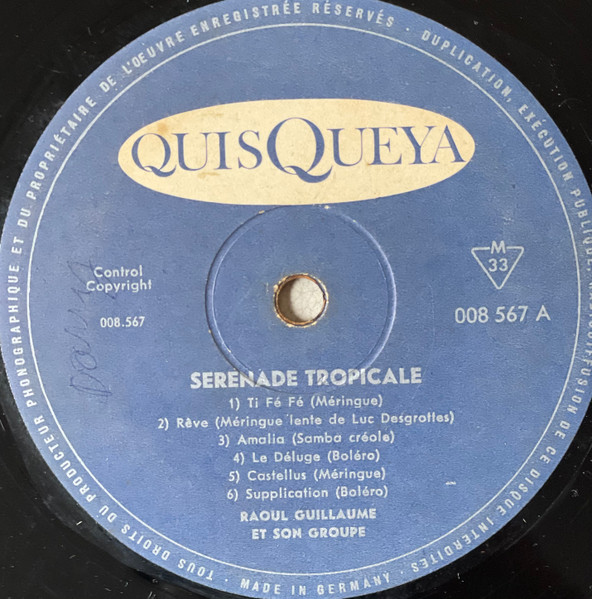 TOUS DROITS DU PRODUCTEUR PHONOGRAPHIQUE ET DU PROPRIÉTAIRE DE L'ŒUVRE ENREGISTRÉE RÉSERVÉS · DUPLICATION, EXÉCUTION PUBLIQUE, RADIODIFFUSION DE CE DISQUE INTERDITES · MADE IN GERMANY ·
QUISQUEYA
Control
Copyright
008.567
M
33
008 567 A
SERENADE TROPICALE
1) Ti Fé Fé (Méringue)
2) Rêve (Méringue lente de Luc Desgrottes)
3) Amalia (Samba créole)
4) Le Déluge (Boléro)
5) Castellus (Méringue)
6) Supplication (Boléro)
RAOUL GUILLAUME
ET SON GROUPE